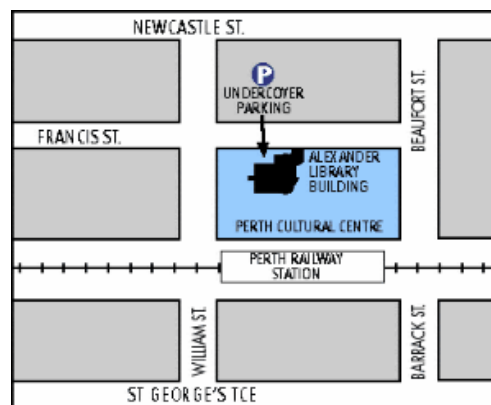 NEWCASTLE ST.
P
UNDERCOVER
PARKING
BEAUFORT ST.
FRANCIS ST.
ALEXANDER
LIBRARY
BUILDING
PERTH CULTURAL CENTRE
PERTH RAILWAY
STATION
WILLIAM ST.
BARRACK ST.
ST GEORGE'S TCE